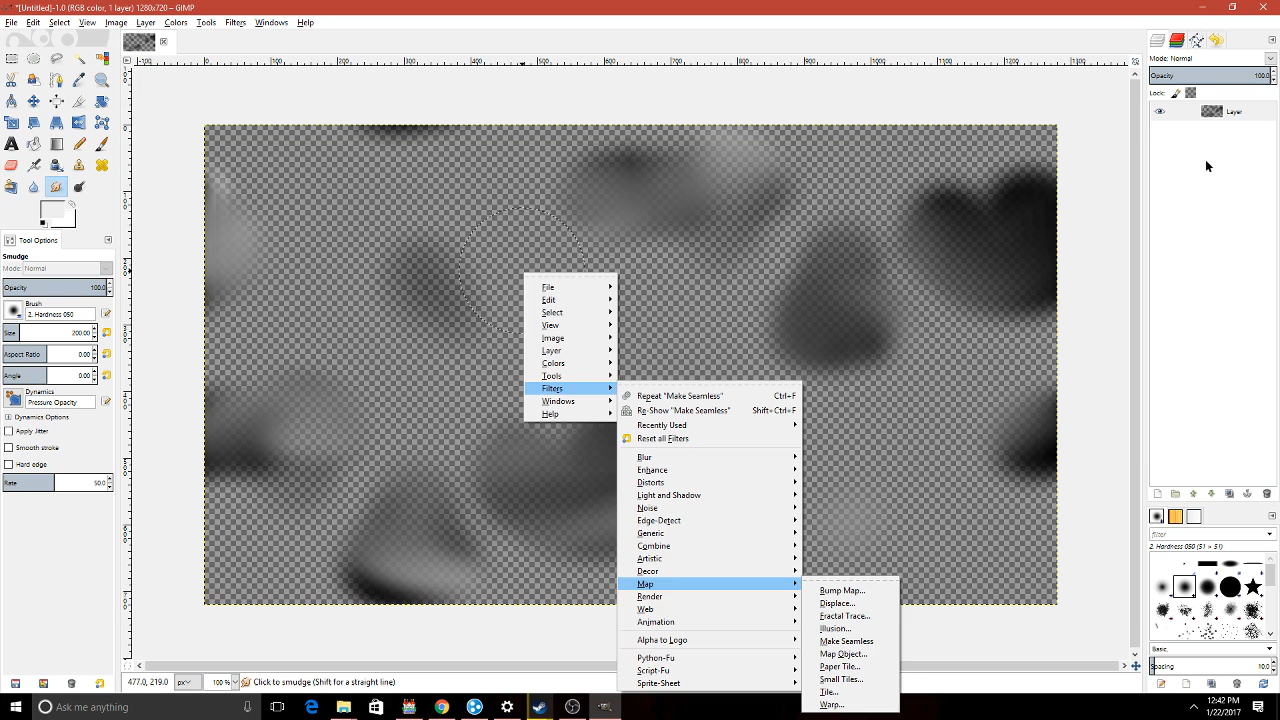 *[Untitled]-1.0 (RGB color, 1 layer) 1280x720 – GIMP
File Edit Select View Image Layer Colors Tools Filters Windows Help
Mode: Normal
Opacity 100.0
Lock:
Layer
Tool Options
Smudge
Mode: Normal
Opacity 100.0
Brush
2. Hardness 050
Size 200.00
Aspect Ratio 0.00
Angle 0.00
Dynamics
Pressure Opacity
Dynamics Options
Apply Jitter
Smooth stroke
Hard edge
Rate 50.0
File
Edit
Select
View
Image
Layer
Colors
Tools
Filters
Windows
Help
Repeat "Make Seamless" Ctrl+F
Re-Show "Make Seamless" Shift+Ctrl+F
Recently Used
Reset all Filters
Blur
Enhance
Distorts
Light and Shadow
Noise
Edge-Detect
Generic
Combine
Artistic
Decor
Map
Render
Web
Animation
Alpha to Logo
Python-Fu
Script-Fu
Sprite-Sheet
Bump Map...
Displace...
Fractal Trace...
Illusion...
Make Seamless
Map Object...
Paper Tile...
Small Tiles...
Tile...
Warp...
filter
2. Hardness 050 (51 × 51)
Basic,
Spacing 10.0
477.0, 219.0 px 100 % Click to smudge (Shift for a straight line)
Ask me anything
12:42 PM
1/22/2017